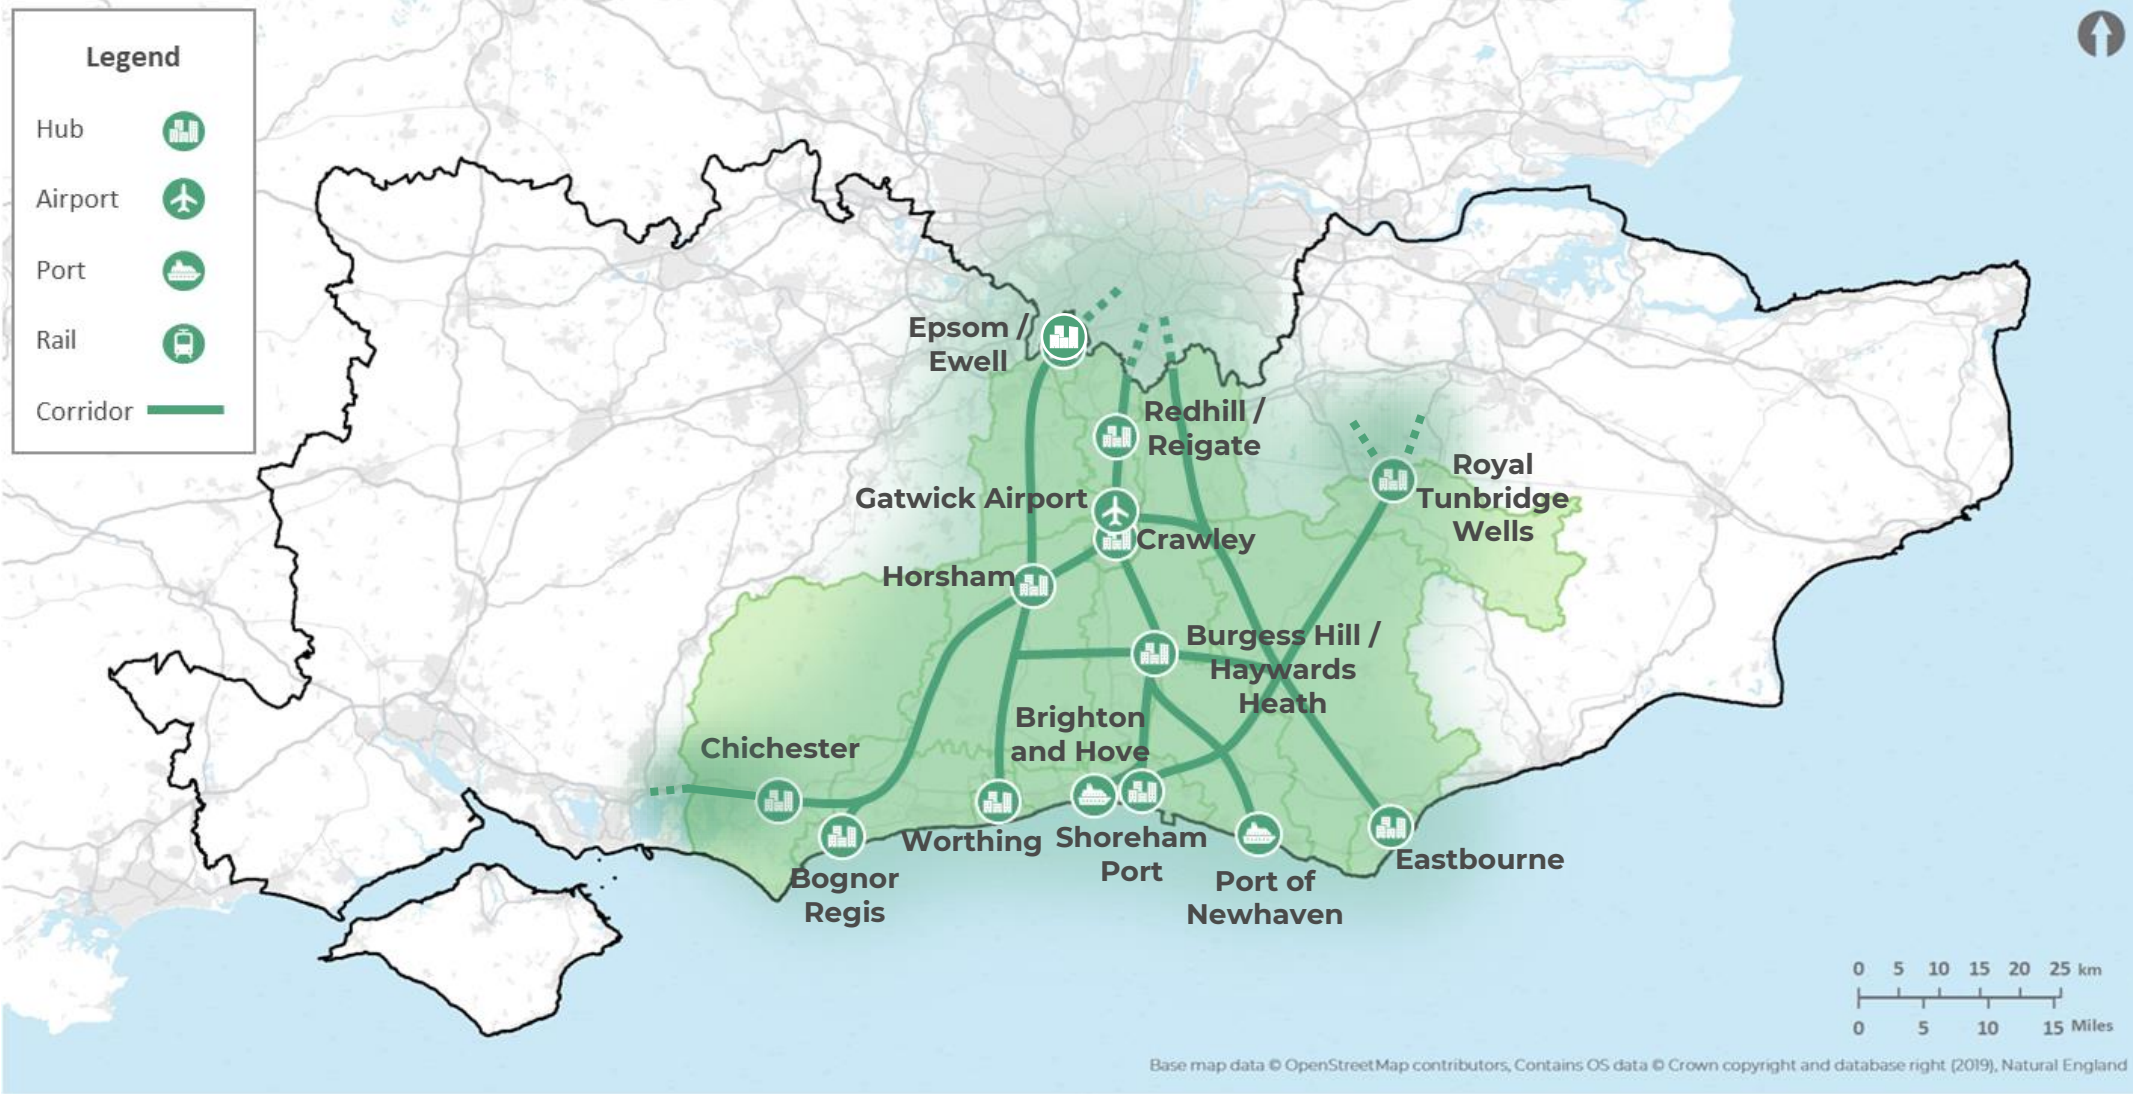 Legend
Hub
Airport
Port
Rail
Corridor
Epsom /
Ewell
Redhill /
Reigate
Royal
Tunbridge
Wells
Gatwick Airport
Crawley
Horsham
Burgess Hill /
Haywards
Heath
Brighton
and Hove
Chichester
Worthing
Shoreham
Port
Eastbourne
Bognor
Regis
Port of
Newhaven
0 5 10 15 20 25 km
0 5 10 15 Miles
Base map data © OpenStreetMap contributors, Contains OS data © Crown copyright and database right (2019), Natural England